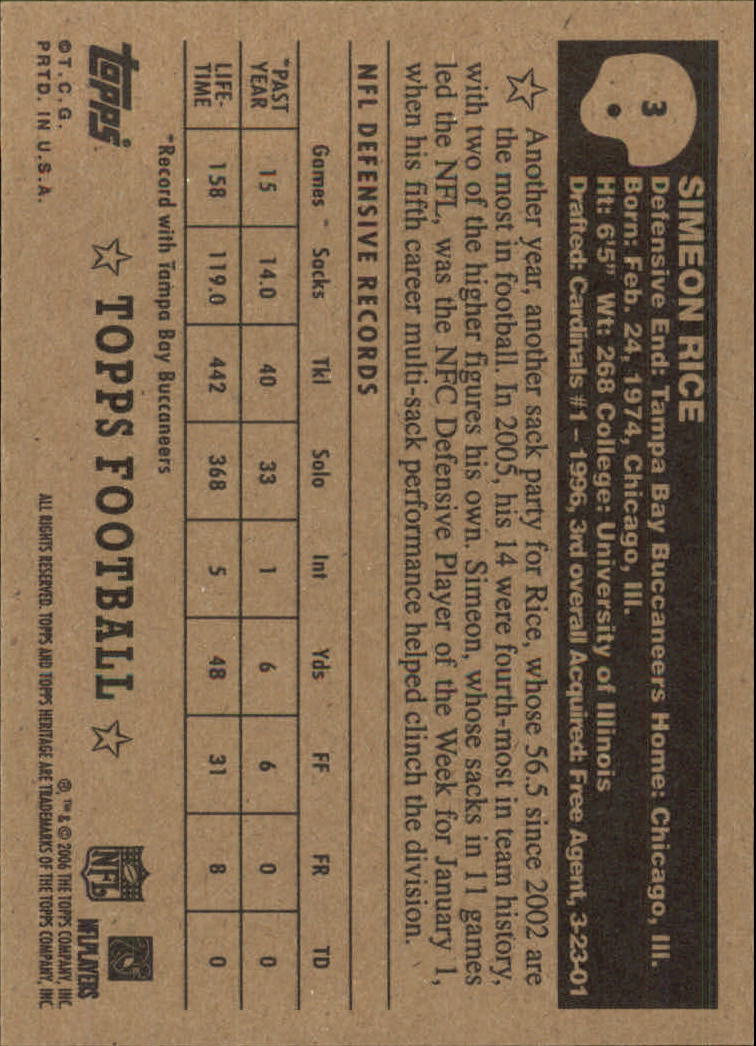 3
SIMEON RICE
Defensive End: Tampa Bay Buccaneers Home: Chicago, Ill.
Born: Feb. 24, 1974, Chicago, Ill.
Ht: 6'5" Wt: 268 College: University of Illinois
Drafted: Cardinals #1 - 1996, 3rd overall Acquired: Free Agent, 3-23-01
Another year, another sack party for Rice, whose 56.5 since 2002 are
the most in football. In 2005, his 14 were fourth-most in team history,
with two of the higher figures his own. Simeon, whose sacks in 11 games
led the NFL, was the NFC Defensive Player of the Week for January 1,
when his fifth career multi-sack performance helped clinch the division.
NFL DEFENSIVE RECORDS
Games Sacks Tkl Solo Int Yds FF FR TD
*PAST YEAR 15 14.0 40 33 1 6 6 0 0
LIFE-TIME 158 119.0 442 368 5 48 31 8 0
*Record with Tampa Bay Buccaneers
topps
©T.C.G.
PRTD. IN U.S.A.
☆ TOPPS FOOTBALL ☆
NFL
NFLPLAYERS
®, ™ & © 2006 THE TOPPS COMPANY, INC.
ALL RIGHTS RESERVED. TOPPS AND TOPPS HERITAGE ARE TRADEMARKS OF THE TOPPS COMPANY, INC